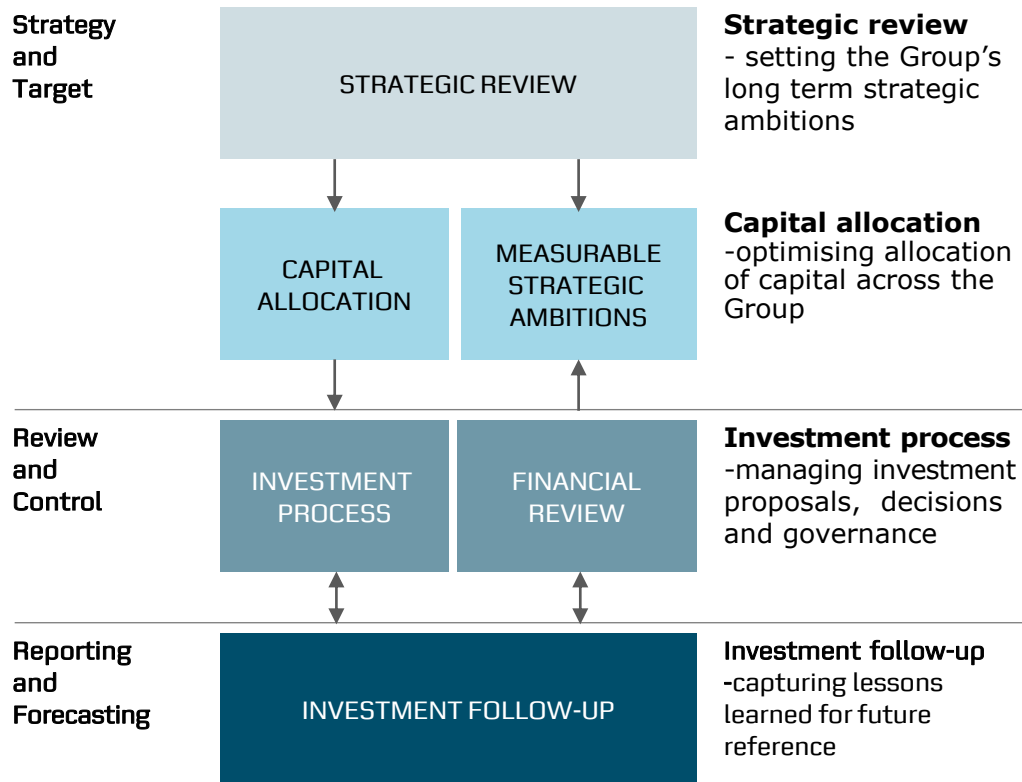 Strategy
and
Target
STRATEGIC REVIEW
Strategic review
- setting the Group’s
long term strategic
ambitions
CAPITAL
ALLOCATION
MEASURABLE
STRATEGIC
AMBITIONS
Capital allocation
-optimising allocation
of capital across the
Group
Review
and
Control
INVESTMENT
PROCESS
FINANCIAL
REVIEW
Investment process
-managing investment
proposals, decisions
and governance
Reporting
and
Forecasting
INVESTMENT FOLLOW-UP
Investment follow-up
-capturing lessons
learned for future
reference